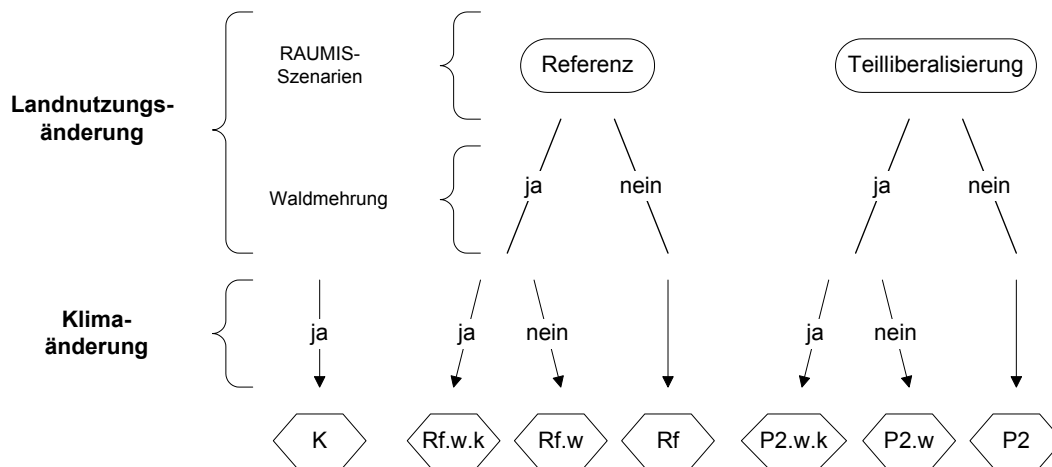 RAUMIS-
Szenarien
Referenz
Teilliberalisierung
Landnutzungs-
änderung
Waldmehrung
ja
nein
ja
nein
Klima-
änderung
ja
ja
nein
ja
nein
K
Rf.w.k
Rf.w
Rf
P2.w.k
P2.w
P2